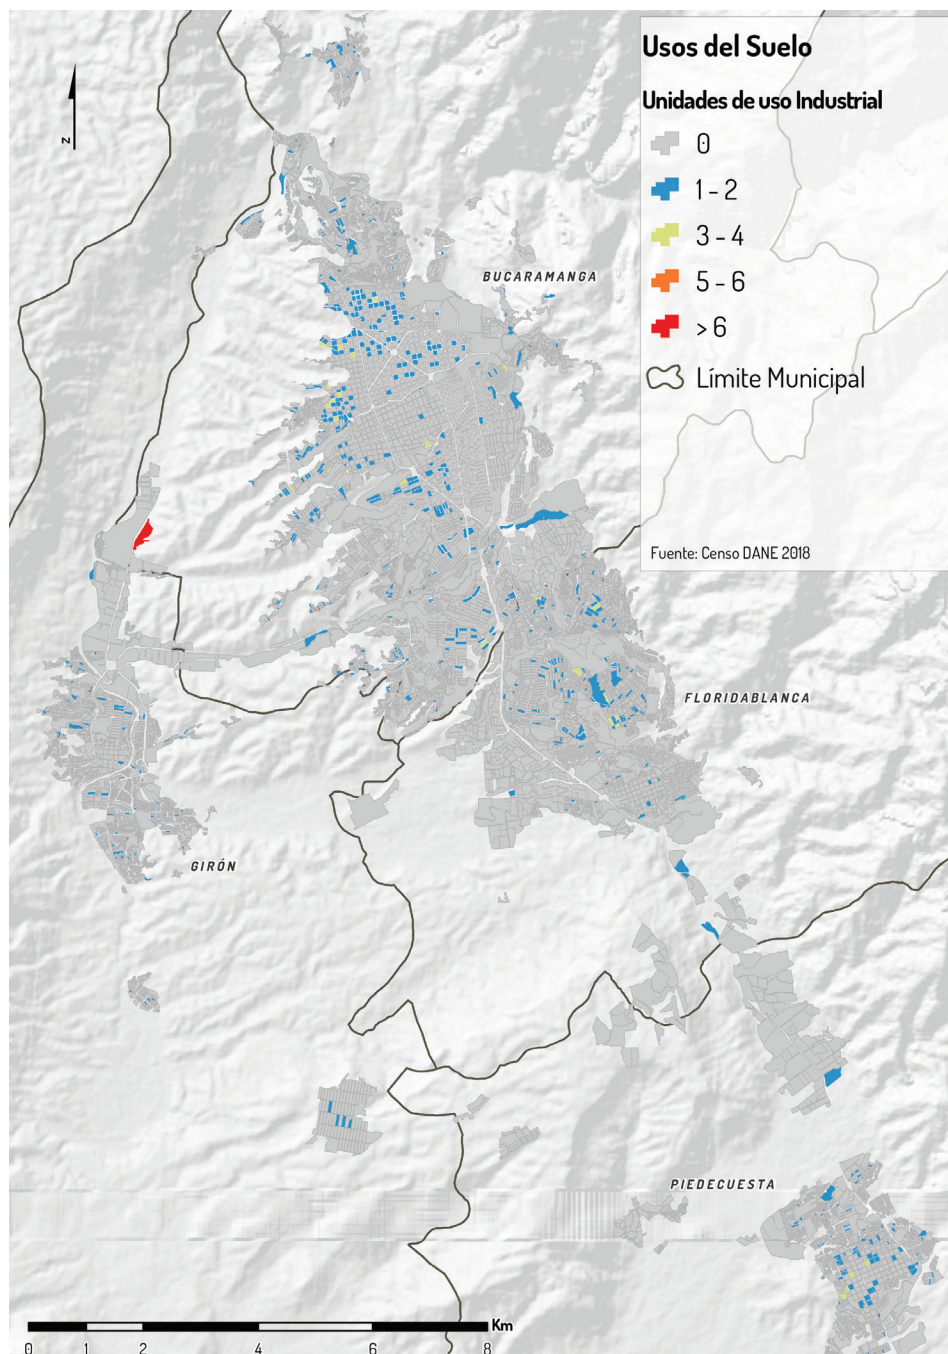 Usos del Suelo
Unidades de uso Industrial
0
1 - 2
3 - 4
5 - 6
> 6
Límite Municipal
Fuente: Censo DANE 2018
N
BUCARAMANGA
FLORIDABLANCA
GIRÓN
PIEDECUESTA
Km
0 1 2 4 6 8